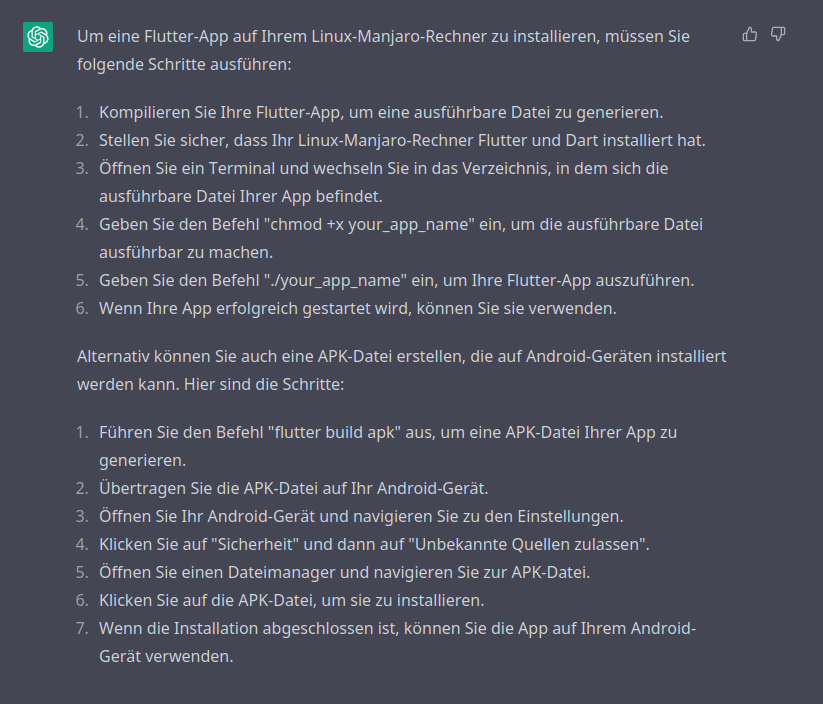 Um eine Flutter-App auf Ihrem Linux-Manjaro-Rechner zu installieren, müssen Sie
folgende Schritte ausführen:
1. Kompilieren Sie Ihre Flutter-App, um eine ausführbare Datei zu generieren.
2. Stellen Sie sicher, dass Ihr Linux-Manjaro-Rechner Flutter und Dart installiert hat.
3. Öffnen Sie ein Terminal und wechseln Sie in das Verzeichnis, in dem sich die
ausführbare Datei Ihrer App befindet.
4. Geben Sie den Befehl "chmod +x your_app_name" ein, um die ausführbare Datei
ausführbar zu machen.
5. Geben Sie den Befehl "./your_app_name" ein, um Ihre Flutter-App auszuführen.
6. Wenn Ihre App erfolgreich gestartet wird, können Sie sie verwenden.
Alternativ können Sie auch eine APK-Datei erstellen, die auf Android-Geräten installiert
werden kann. Hier sind die Schritte:
1. Führen Sie den Befehl "flutter build apk" aus, um eine APK-Datei Ihrer App zu
generieren.
2. Übertragen Sie die APK-Datei auf Ihr Android-Gerät.
3. Öffnen Sie Ihr Android-Gerät und navigieren Sie zu den Einstellungen.
4. Klicken Sie auf "Sicherheit" und dann auf "Unbekannte Quellen zulassen".
5. Öffnen Sie einen Dateimanager und navigieren Sie zur APK-Datei.
6. Klicken Sie auf die APK-Datei, um sie zu installieren.
7. Wenn die Installation abgeschlossen ist, können Sie die App auf Ihrem Android-
Gerät verwenden.